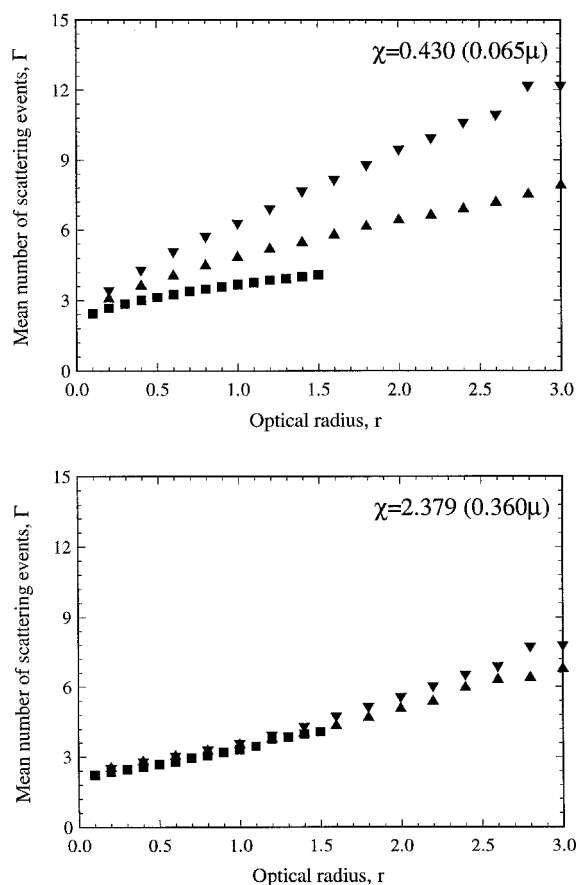 15
12
9
6
3
0
Mean number of scattering events, Γ
χ=0.430 (0.065μ)
0.0 0.5 1.0 1.5 2.0 2.5 3.0
Optical radius, r
15
12
9
6
3
0
Mean number of scattering events, Γ
χ=2.379 (0.360μ)
0.0 0.5 1.0 1.5 2.0 2.5 3.0
Optical radius, r